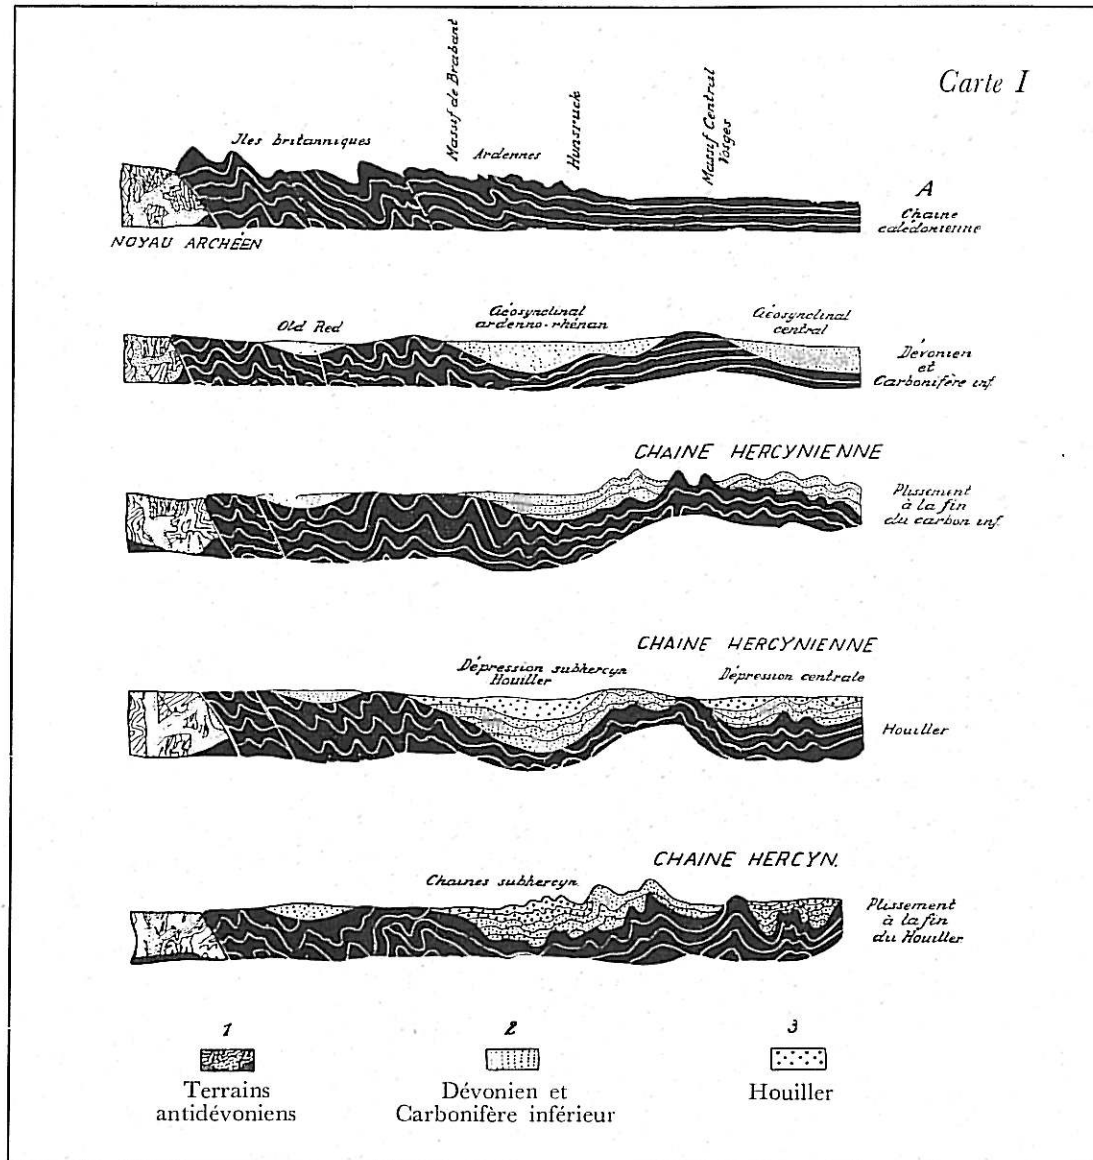 Carte I
Iles britanniques
Massif de Brabant
Ardennes
Hunsruck
Massif Central
Vosges
A
Chaîne
calédonienne
NOYAU ARCHÉEN
Old Red
Géosynclinal
ardenno-rhénan
Géosynclinal
central
Dévonien
et
Carbonifère inf.
CHAINE HERCYNIENNE
Plissement
à la fin
du carbon inf.
CHAINE HERCYNIENNE
Dépression subhercyn
Houiller
Dépression centrale
Houiller
CHAINE HERCYN.
Chaînes subhercyn.
Plissement
à la fin
du Houiller
1
2
3
Terrains
antidévoniens
Dévonien et
Carbonifère inférieur
Houiller